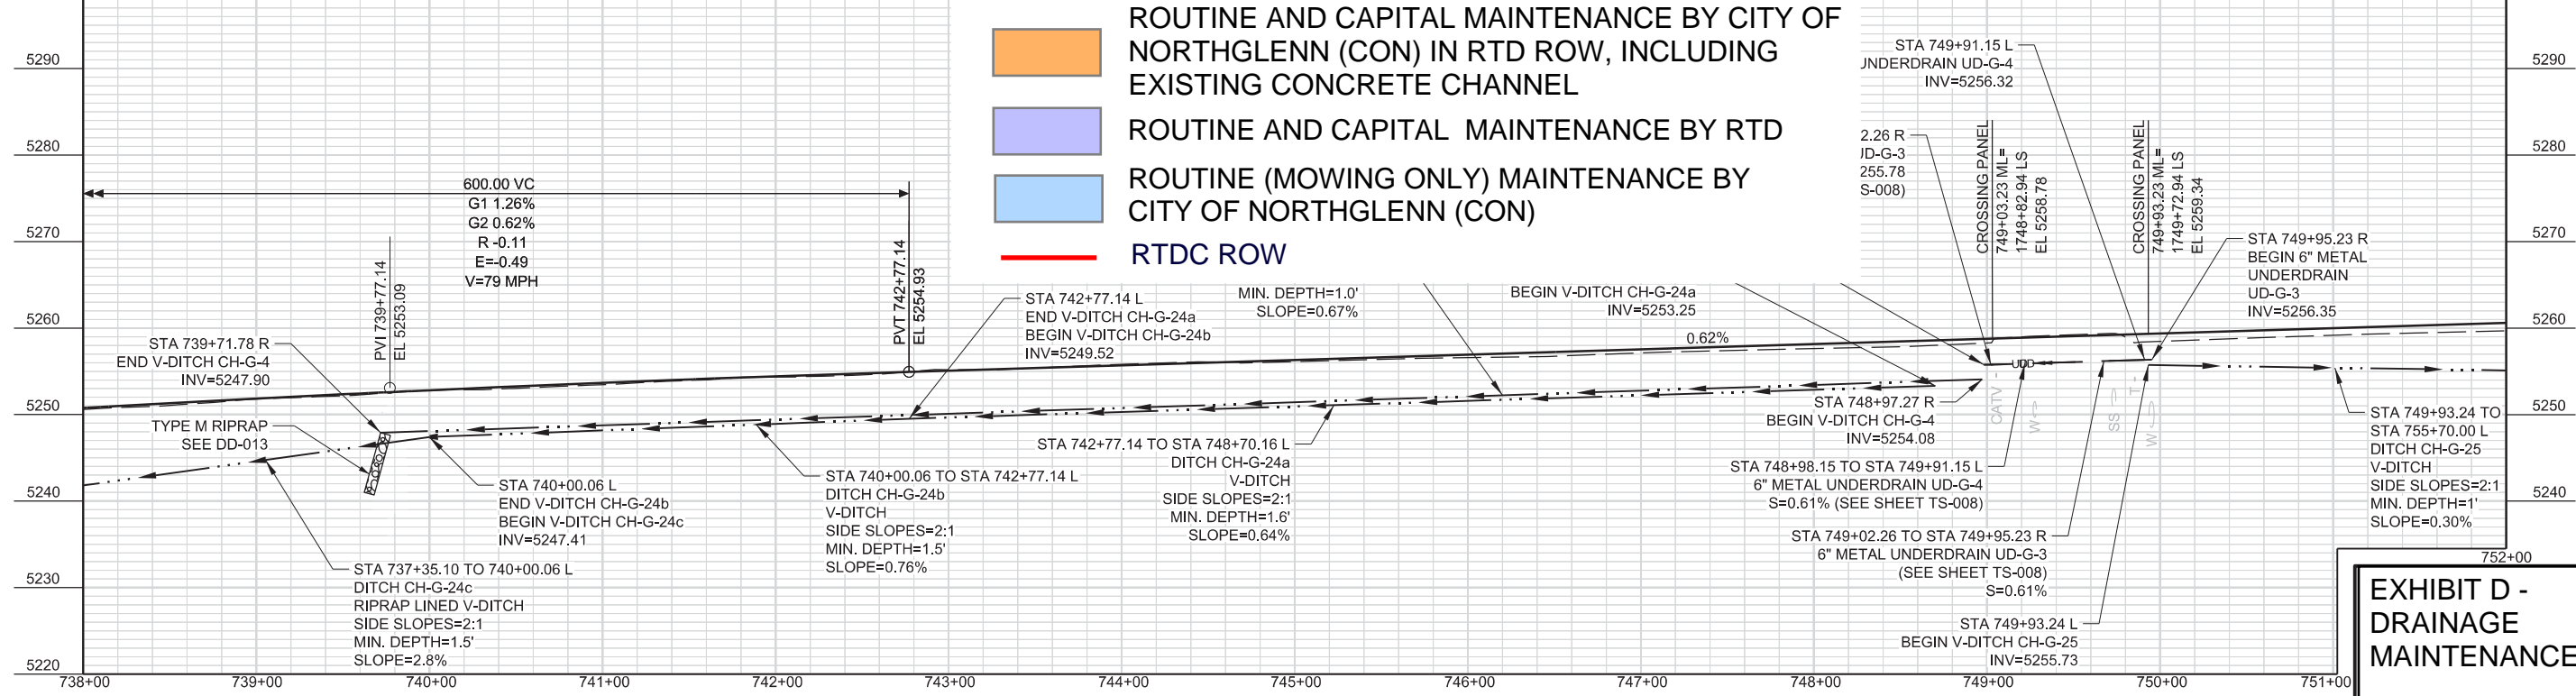 ROUTINE AND CAPITAL MAINTENANCE BY CITY OF
NORTHGLENN (CON) IN RTD ROW, INCLUDING
EXISTING CONCRETE CHANNEL
ROUTINE AND CAPITAL MAINTENANCE BY RTD
ROUTINE (MOWING ONLY) MAINTENANCE BY
CITY OF NORTHGLENN (CON)
RTDC ROW
5290
5280
5270
5260
5250
5240
5230
5220
600.00 VC
G1 1.26%
G2 0.62%
R -0.11
E=-0.49
V=79 MPH
PVI 739+77.14
EL 5253.09
PVT 742+77.14
EL 5254.93
STA 739+71.78 R
END V-DITCH CH-G-4
INV=5247.90
TYPE M RIPRAP
SEE DD-013
STA 737+35.10 TO 740+00.06 L
DITCH CH-G-24c
RIPRAP LINED V-DITCH
SIDE SLOPES=2:1
MIN. DEPTH=1.5'
SLOPE=2.8%
STA 740+00.06 L
END V-DITCH CH-G-24b
BEGIN V-DITCH CH-G-24c
INV=5247.41
STA 742+77.14 L
END V-DITCH CH-G-24a
BEGIN V-DITCH CH-G-24b
INV=5249.52
STA 740+00.06 TO STA 742+77.14 L
DITCH CH-G-24b
V-DITCH
SIDE SLOPES=2:1
MIN. DEPTH=1.5'
SLOPE=0.76%
MIN. DEPTH=1.0'
SLOPE=0.67%
STA 742+77.14 TO STA 748+70.16 L
DITCH CH-G-24a
V-DITCH
SIDE SLOPES=2:1
MIN. DEPTH=1.6'
SLOPE=0.64%
BEGIN V-DITCH CH-G-24a
INV=5253.25
0.62%
STA 749+91.15 L
UNDERDRAIN UD-G-4
INV=5256.32
2.26 R
UD-G-3
255.78
S-008)
CROSSING PANEL
749+03.23 ML=
1748+82.94 LS
EL 5258.78
CROSSING PANEL
749+93.23 ML=
1749+72.94 LS
EL 5259.34
STA 749+95.23 R
BEGIN 6" METAL
UNDERDRAIN
UD-G-3
INV=5256.35
UDD
CATV -
W
SS
W
T -
STA 748+97.27 R
BEGIN V-DITCH CH-G-4
INV=5254.08
STA 748+98.15 TO STA 749+91.15 L
6" METAL UNDERDRAIN UD-G-4
S=0.61% (SEE SHEET TS-008)
STA 749+02.26 TO STA 749+95.23 R
6" METAL UNDERDRAIN UD-G-3
(SEE SHEET TS-008)
S=0.61%
STA 749+93.24 L
BEGIN V-DITCH CH-G-25
INV=5255.73
STA 749+93.24 TO
STA 755+70.00 L
DITCH CH-G-25
V-DITCH
SIDE SLOPES=2:1
MIN. DEPTH=1'
SLOPE=0.30%
5290
5280
5270
5260
5250
5240
752+00
738+00
739+00
740+00
741+00
742+00
743+00
744+00
745+00
746+00
747+00
748+00
749+00
750+00
751+00
EXHIBIT D -
DRAINAGE
MAINTENANCE